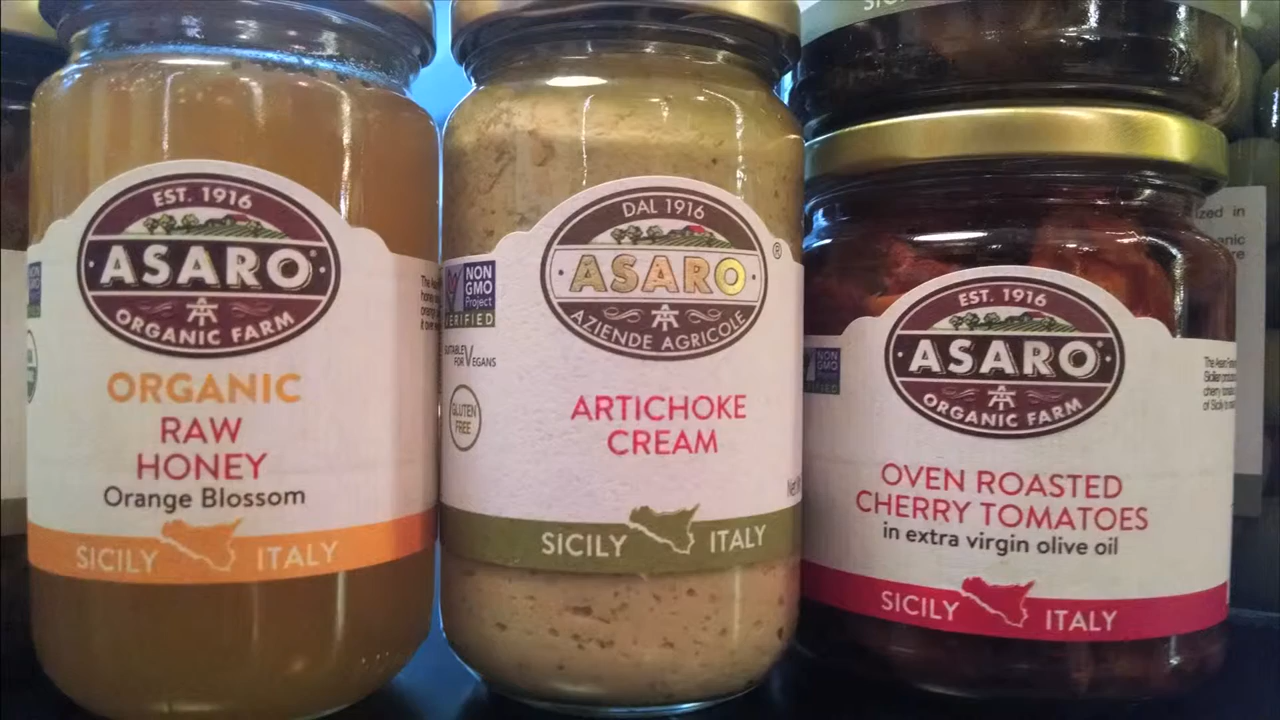 EST. 1916
ASARO
ORGANIC FARM
ORGANIC
RAW
HONEY
Orange Blossom
SICILY ITALY
DAL 1916
ASARO
®
AZIENDE AGRICOLE
NON
GMO
Project
VERIFIED
SUITABLE
FOR VEGANS
GLUTEN
FREE
ARTICHOKE
CREAM
SICILY ITALY
EST. 1916
ASARO
ORGANIC FARM
NON
GMO
OVEN ROASTED
CHERRY TOMATOES
in extra virgin olive oil
SICILY ITALY